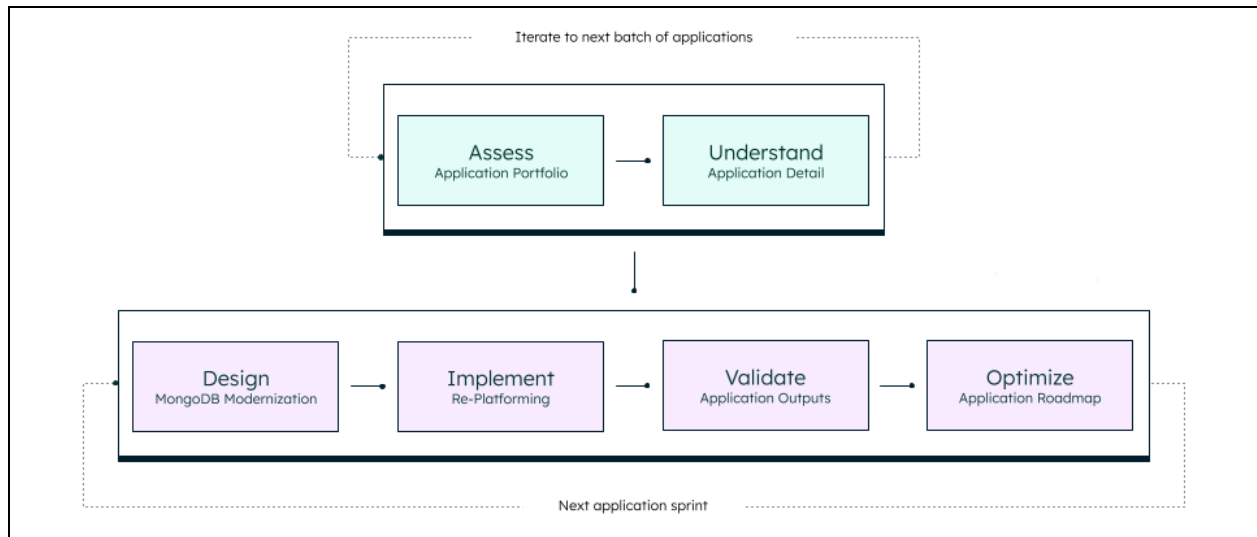 Iterate to next batch of applications
Assess
Application Portfolio
Understand
Application Detail
Design
MongoDB Modernization
Implement
Re-Platforming
Validate
Application Outputs
Optimize
Application Roadmap
Next application sprint